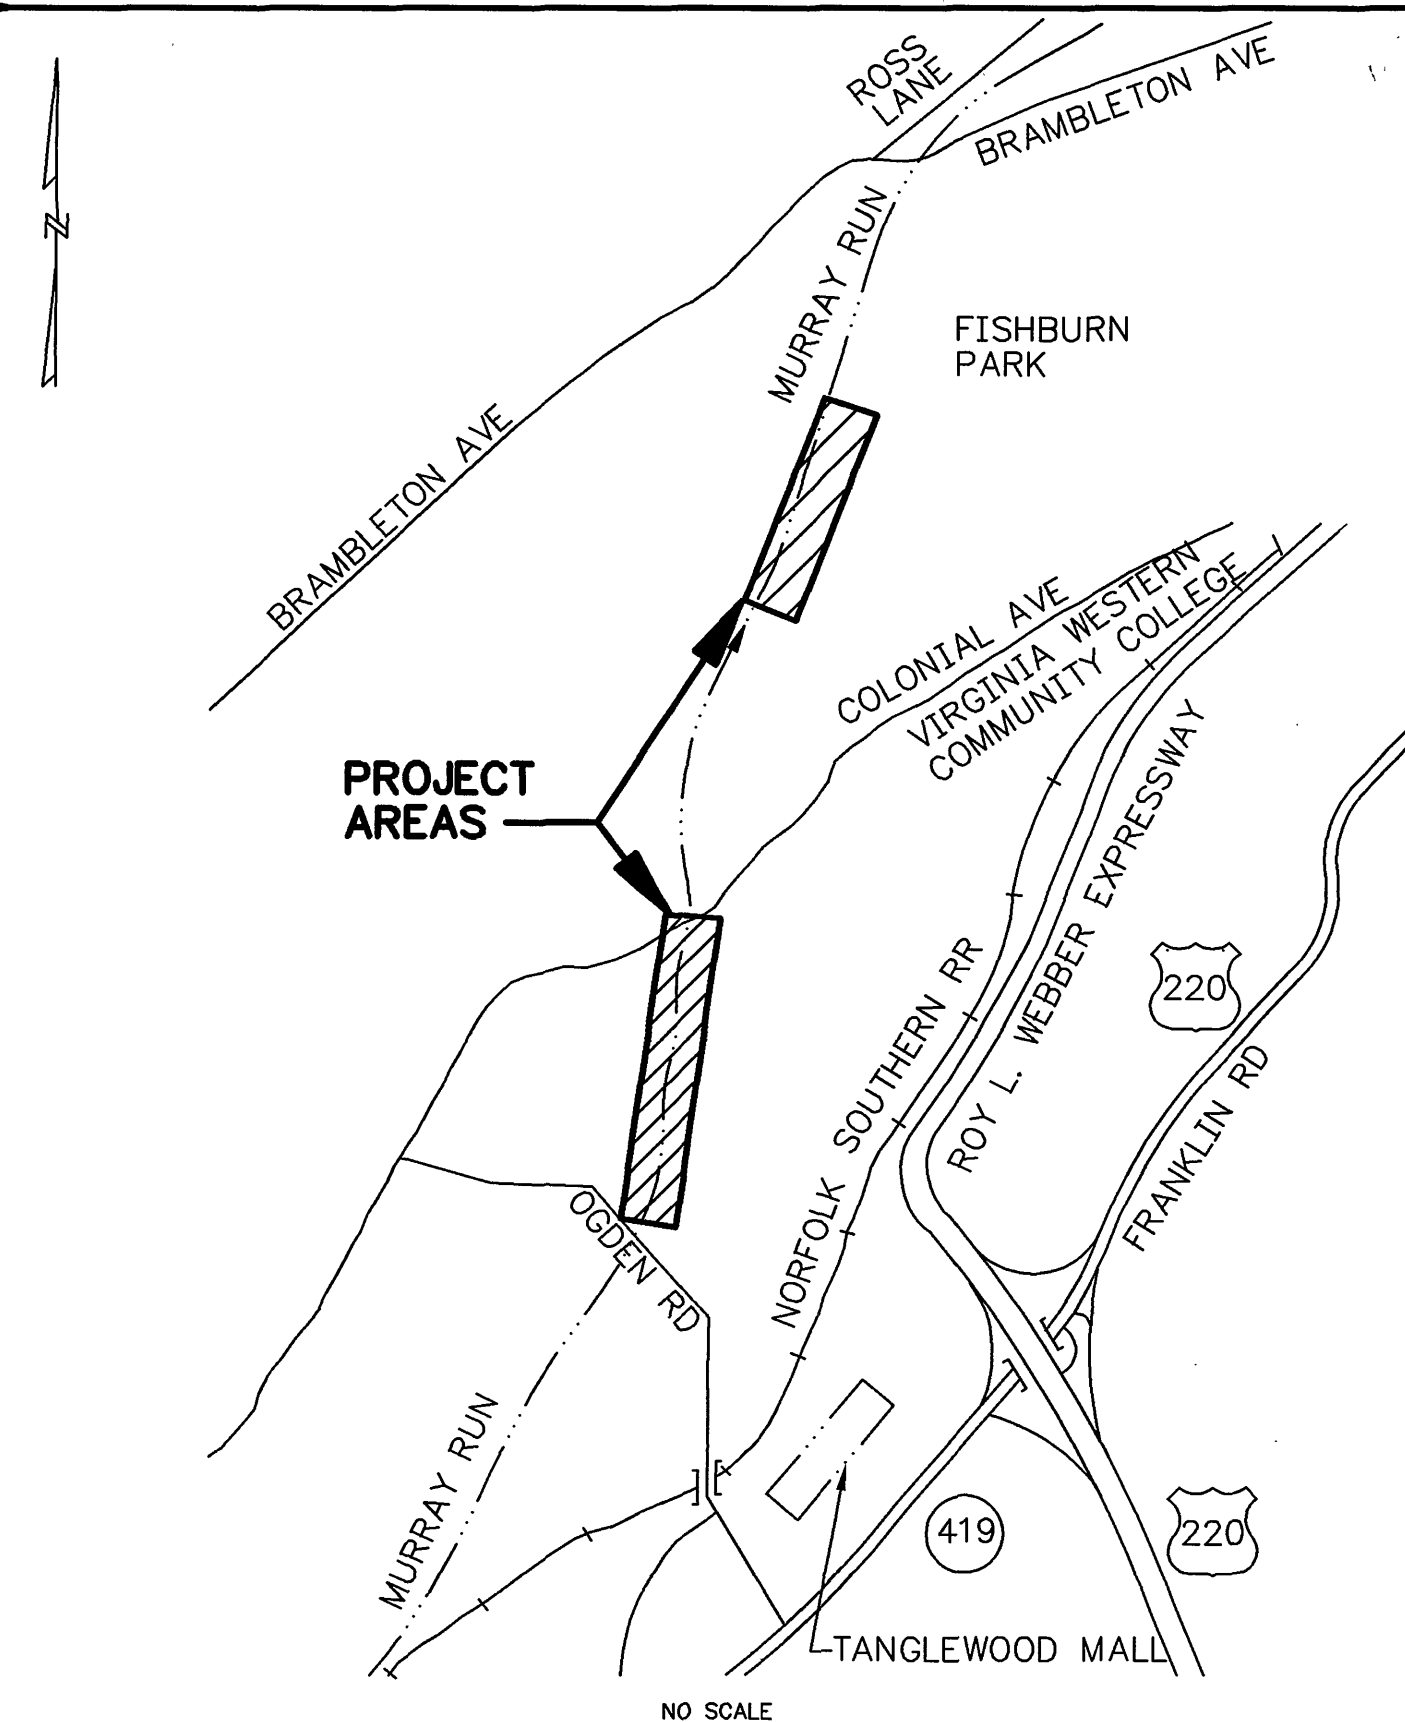 ROSS
LANE
BRAMBLETON AVE
N
MURRAY RUN
FISHBURN
PARK
BRAMBLETON AVE
COLONIAL AVE
VIRGINIA WESTERN
COMMUNITY COLLEGE
PROJECT
AREAS
ROY L. WEBBER EXPRESSWAY
220
NORFOLK SOUTHERN RR
FRANKLIN RD
OGDEN RD
MURRAY RUN
419
220
TANGLEWOOD MALL
NO SCALE